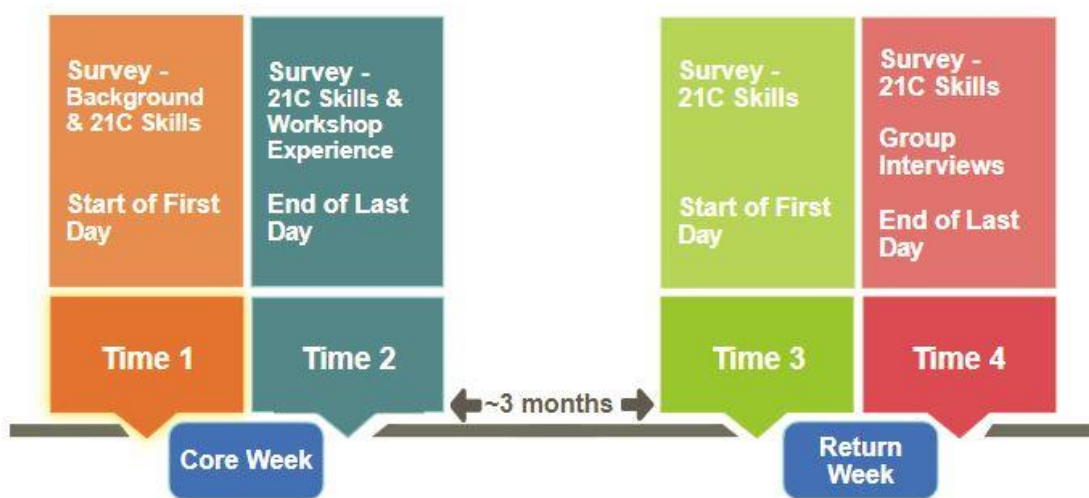 Survey -
Background
& 21C Skills
Start of First
Day
Survey -
21C Skills &
Workshop
Experience
End of Last
Day
Survey -
21C Skills
Start of First
Day
Survey -
21C Skills
Group
Interviews
End of Last
Day
Time 1
Time 2
~3 months
Time 3
Time 4
Core Week
Return
Week